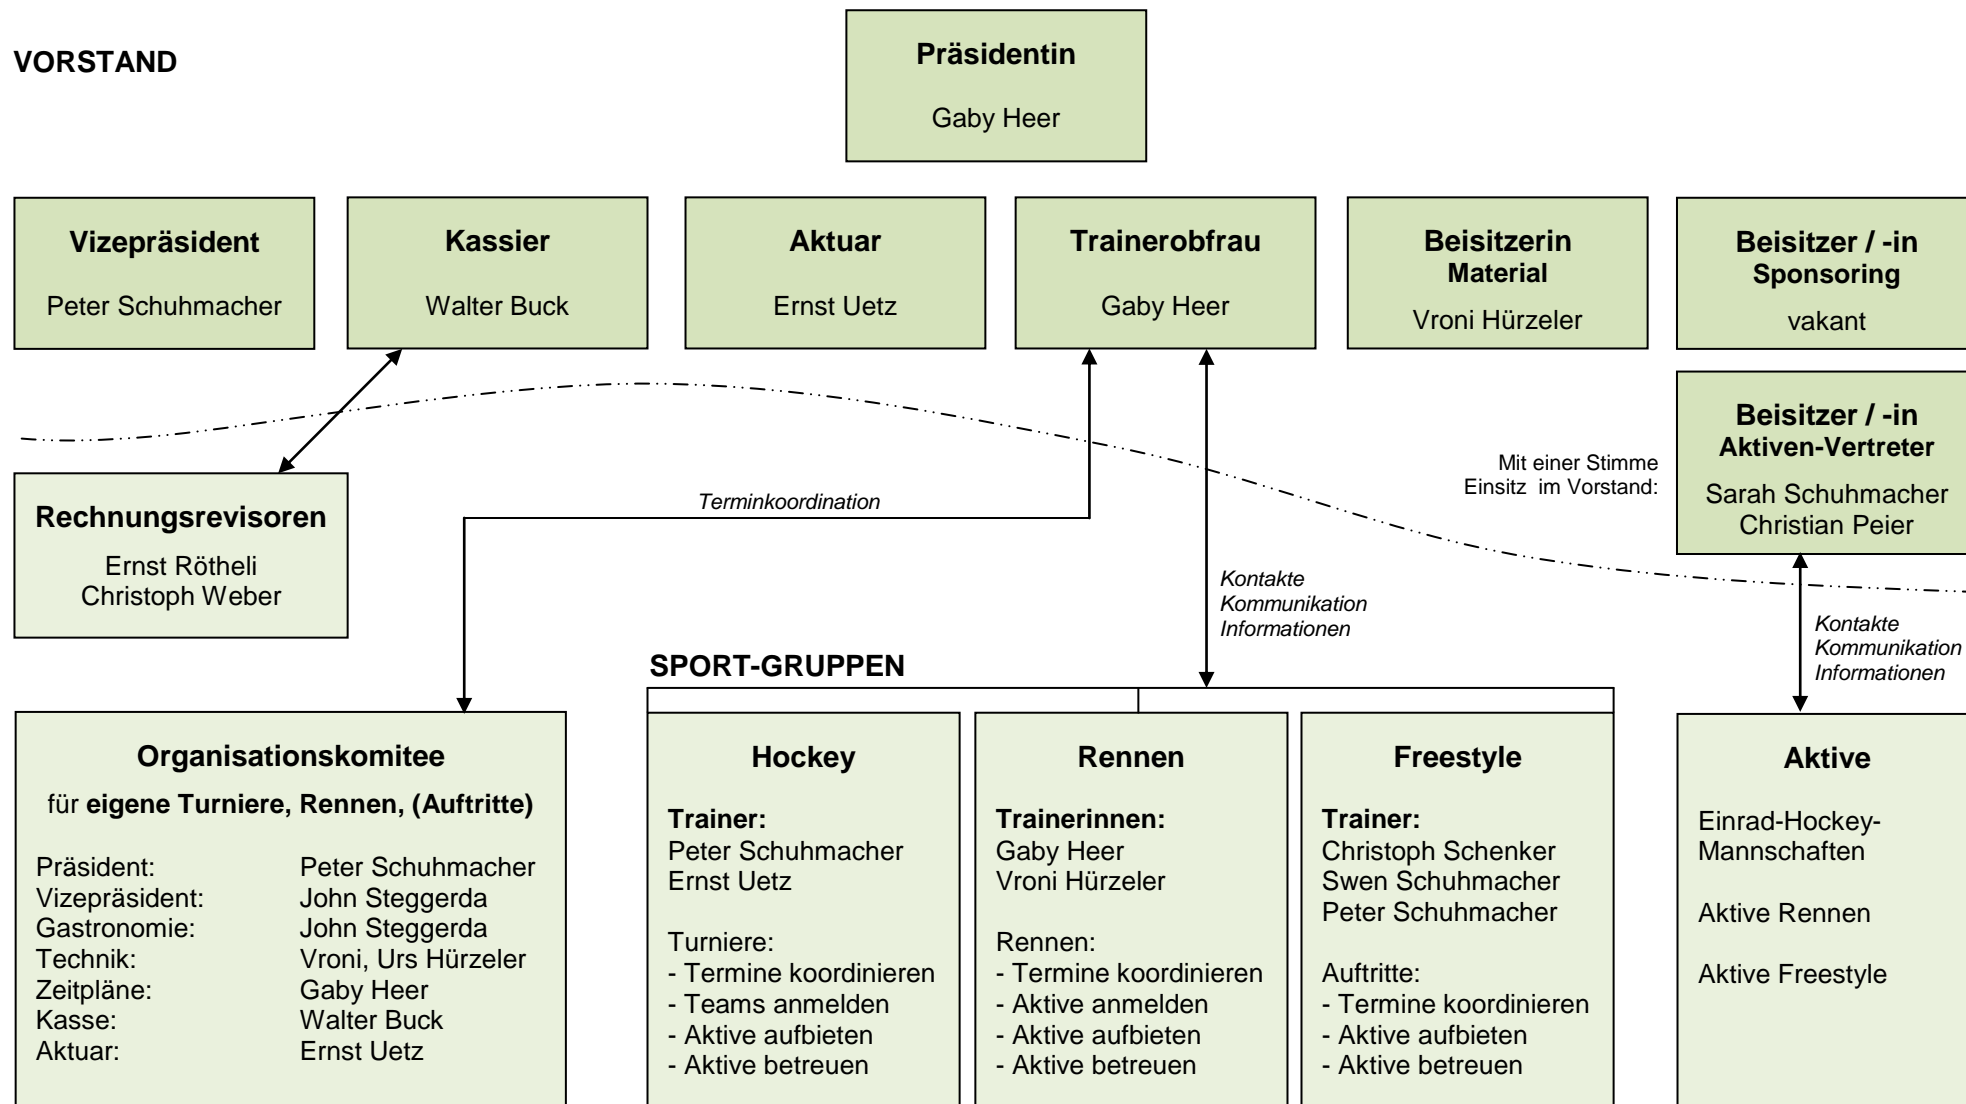 VORSTAND
Präsidentin
Gaby Heer
Vizepräsident
Peter Schuhmacher
Kassier
Walter Buck
Aktuar
Ernst Uetz
Trainerobfrau
Gaby Heer
Beisitzerin
Material
Vroni Hürzeler
Beisitzer / -in
Sponsoring
vakant
Mit einer Stimme
Einsitz im Vorstand:
Beisitzer / -in
Aktiven-Vertreter
Sarah Schuhmacher
Christian Peier
Rechnungsrevisoren
Ernst Rötheli
Christoph Weber
Terminkoordination
Kontakte
Kommunikation
Informationen
Kontakte
Kommunikation
Informationen
Organisationskomitee
für eigene Turniere, Rennen, (Auftritte)
Präsident: Peter Schuhmacher
Vizepräsident: John Steggerda
Gastronomie: John Steggerda
Technik: Vroni, Urs Hürzeler
Zeitpläne: Gaby Heer
Kasse: Walter Buck
Aktuar: Ernst Uetz
SPORT-GRUPPEN
Hockey
Trainer:
Peter Schuhmacher
Ernst Uetz
Turniere:
- Termine koordinieren
- Teams anmelden
- Aktive aufbieten
- Aktive betreuen
Rennen
Trainerinnen:
Gaby Heer
Vroni Hürzeler
Rennen:
- Termine koordinieren
- Aktive anmelden
- Aktive aufbieten
- Aktive betreuen
Freestyle
Trainer:
Christoph Schenker
Swen Schuhmacher
Peter Schuhmacher
Auftritte:
- Termine koordinieren
- Aktive aufbieten
- Aktive betreuen
Aktive
Einrad-Hockey-
Mannschaften
Aktive Rennen
Aktive Freestyle